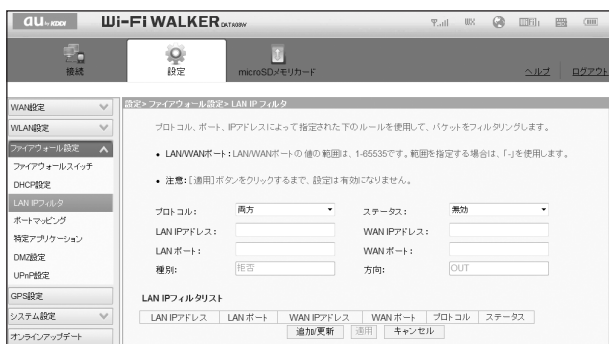 au by KDDI Wi-Fi WALKER DATA08W
接続 設定 microSDメモリカード ヘルプ ログアウト
設定> ファイアウォール設定> LAN IP フィルタ
WAN設定
WLAN設定
ファイアウォール設定
ファイアウォールスイッチ
DHCP設定
LAN IPフィルタ
ポートマッピング
特定アプリケーション
DMZ設定
UPnP設定
GPS設定
システム設定
オンラインアップデート
プロトコル、ポート、IPアドレスによって指定された下のルールを使用して、パケットをフィルタリングします。
• LAN/WANポート：LAN/WANポートの値の範囲は、1-65535です。範囲を指定する場合は、「-」を使用します。
• 注意：[適用]ボタンをクリックするまで、設定は有効になりません。
プロトコル： 両方 ステータス： 無効
LAN IPアドレス： WAN IPアドレス：
LAN ポート： WAN ポート：
種別: 拒否 方向: OUT
LAN IPフィルタリスト
LAN IPアドレス LAN ポート WAN IPアドレス WAN ポート プロトコル ステータス
追加/更新 適用 キャンセル